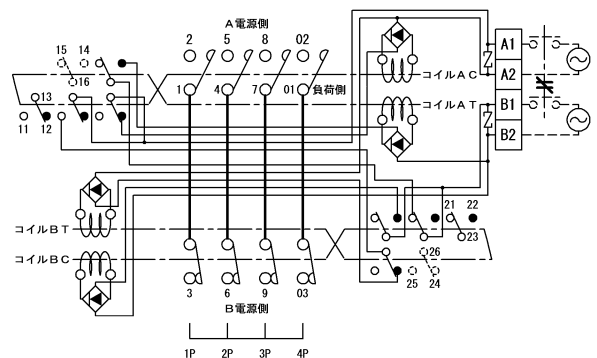 A電源側
2 5 8 02
15 14
16
13
11 12
1 4 7 01 負荷側
コイルAC
コイルAT
A1
A2
B1
B2
コイルBT
コイルBC
21 22
23
26
25 24
3 6 9 03
B電源側
1P 2P 3P 4P